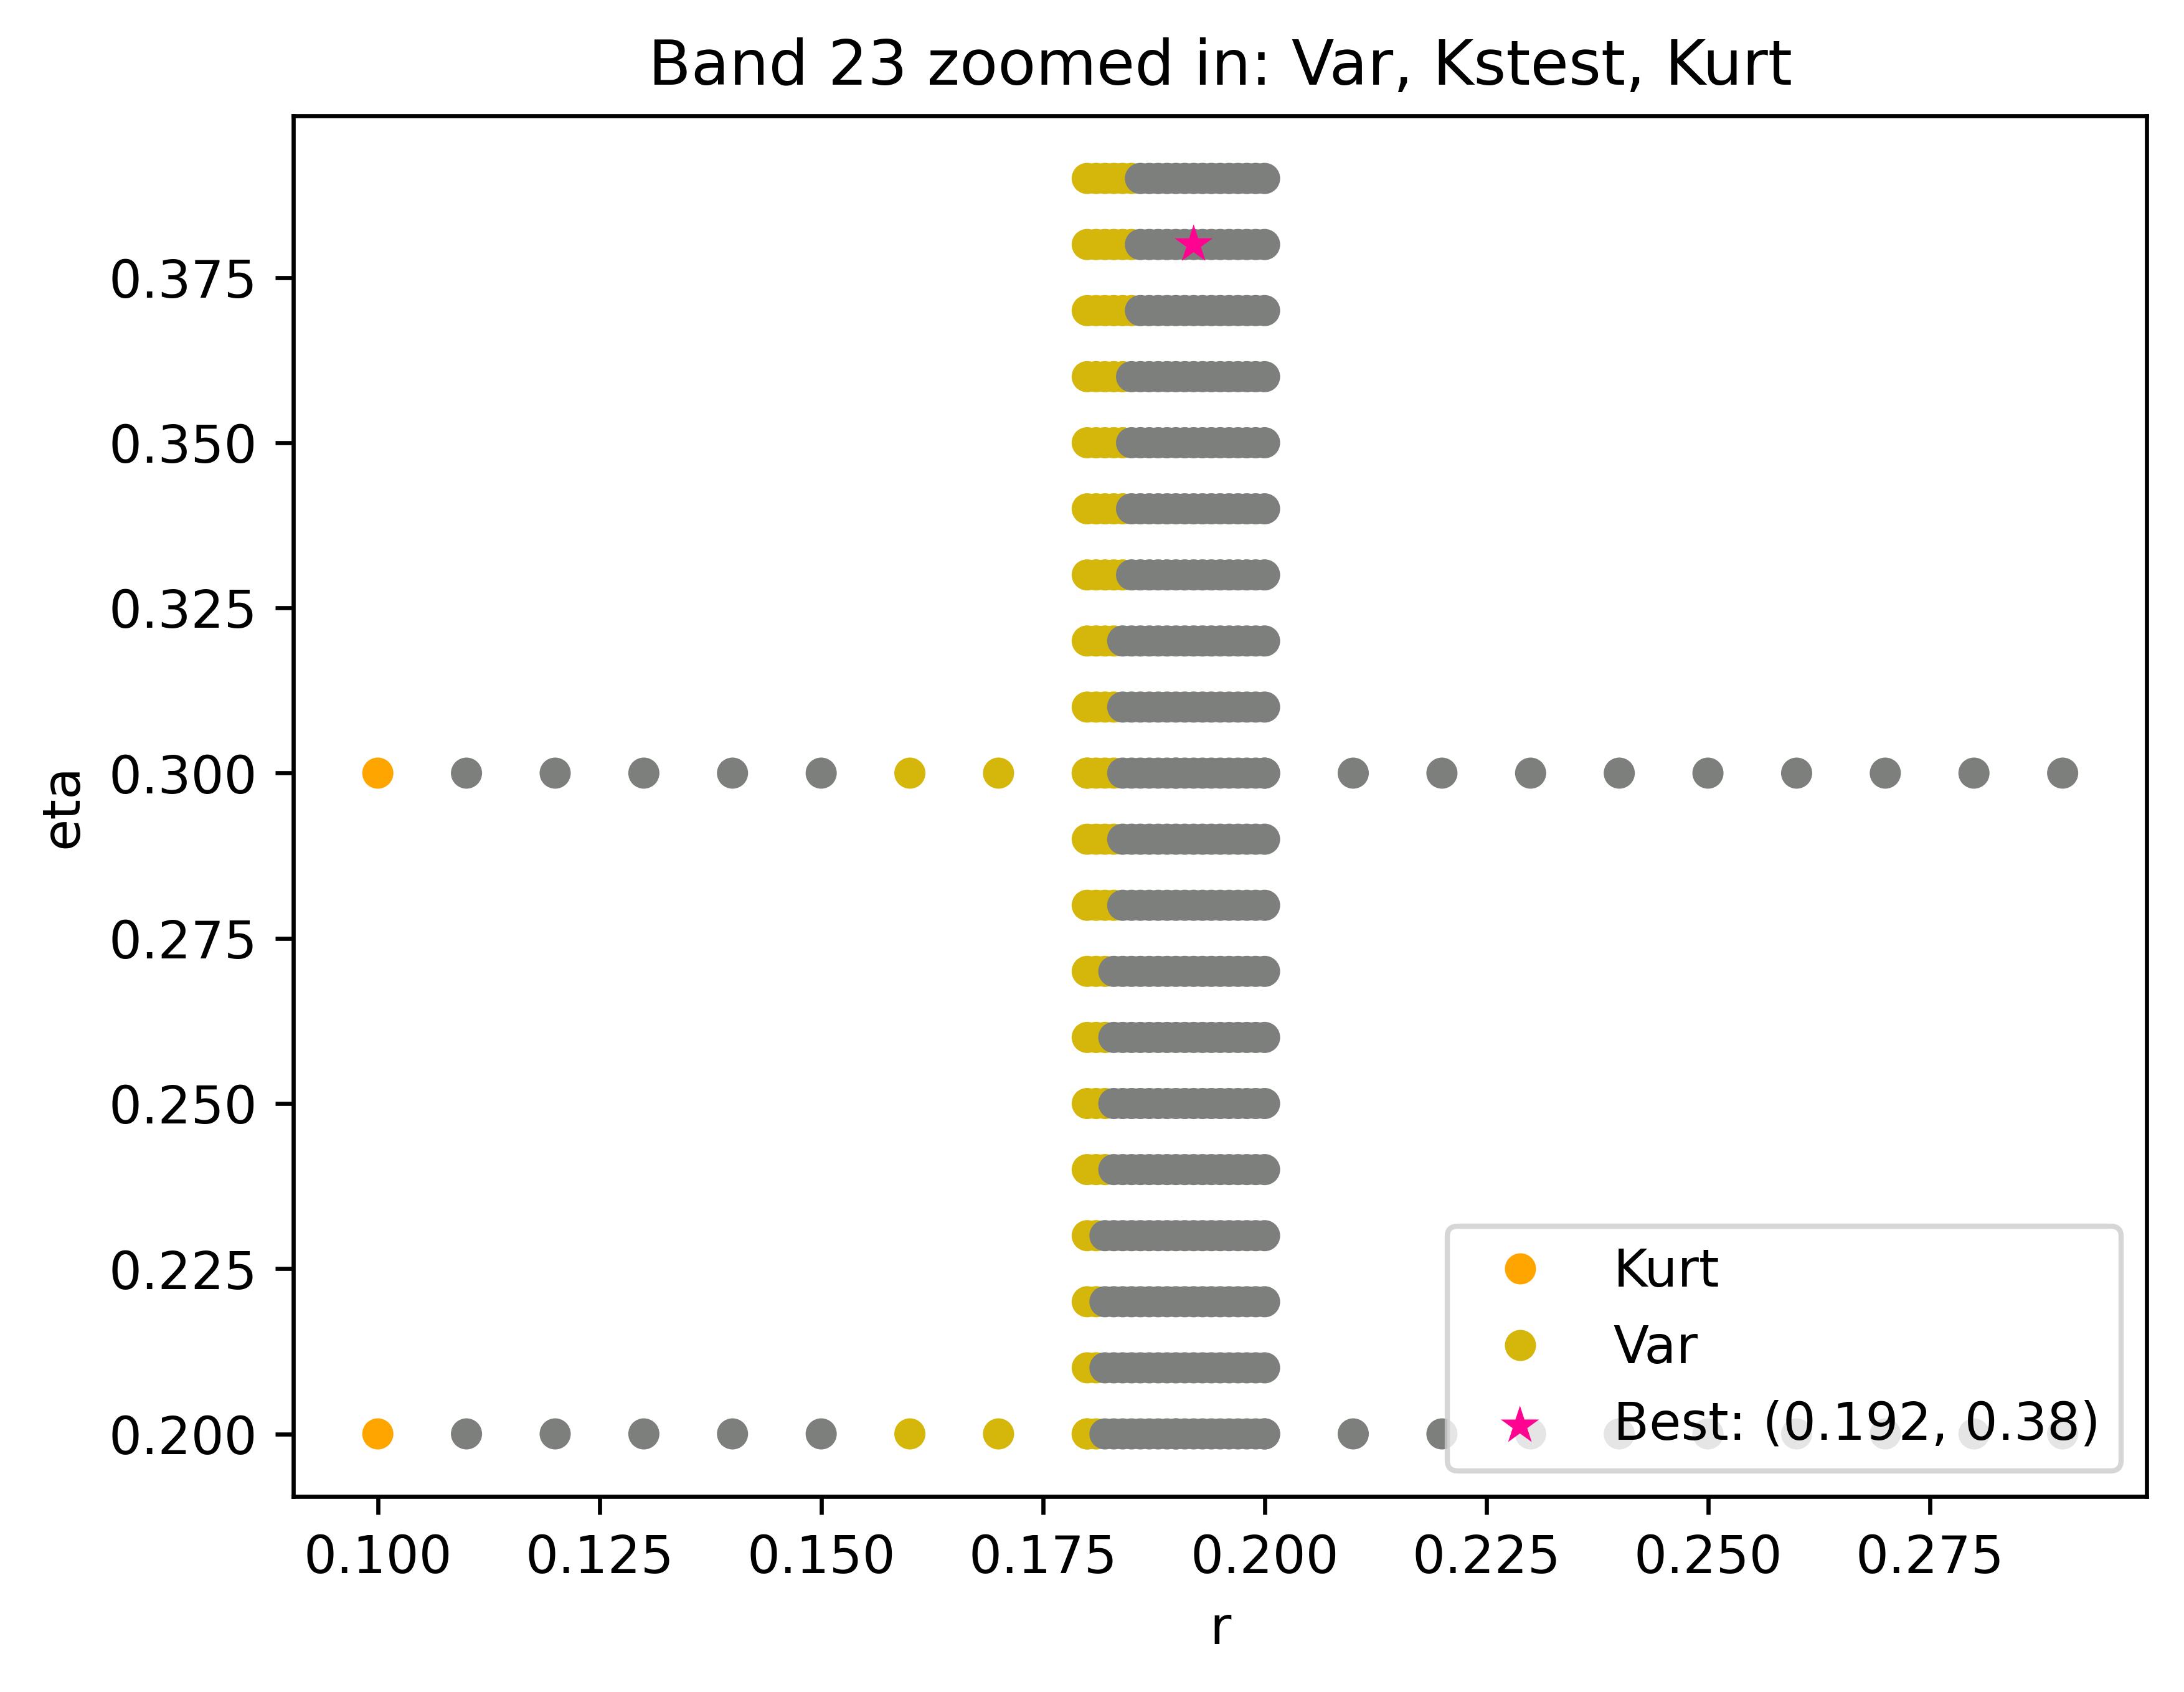 Band 23 zoomed in: Var, Kstest, Kurt
0.375
0.350
0.325
0.300
0.275
0.250
0.225
0.200
eta
Kurt
Var
Best: (0.192, 0.38)
0.100 0.125 0.150 0.175 0.200 0.225 0.250 0.275
r